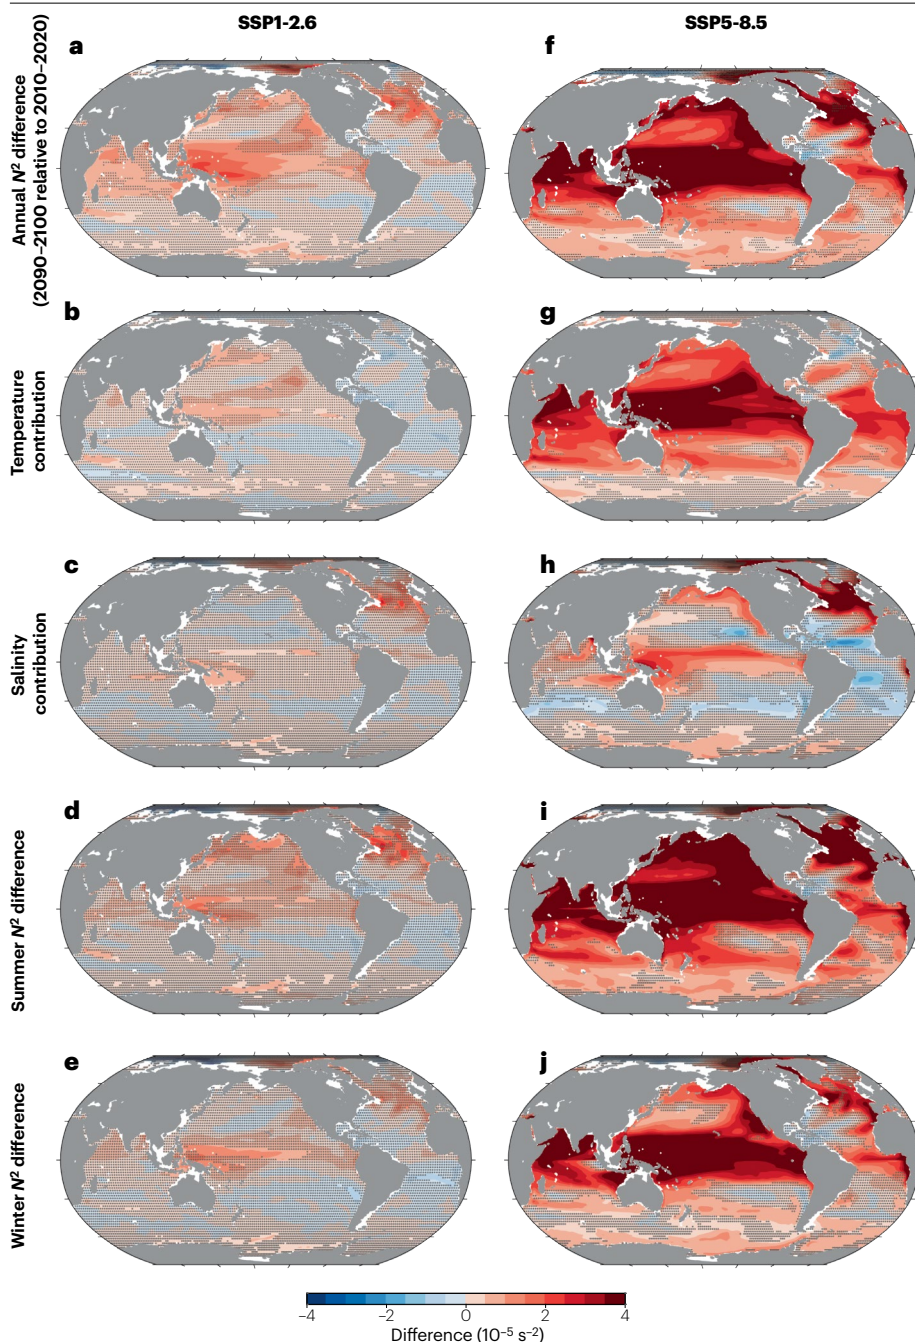 SSP1-2.6
SSP5-8.5
Annual N² difference
(2090–2100 relative to 2010–2020)
a
f
Temperature
contribution
b
g
Salinity
contribution
c
h
Summer N² difference
d
i
Winter N² difference
e
j
−4
−2
0
2
4
Difference (10⁻⁵ s⁻²)